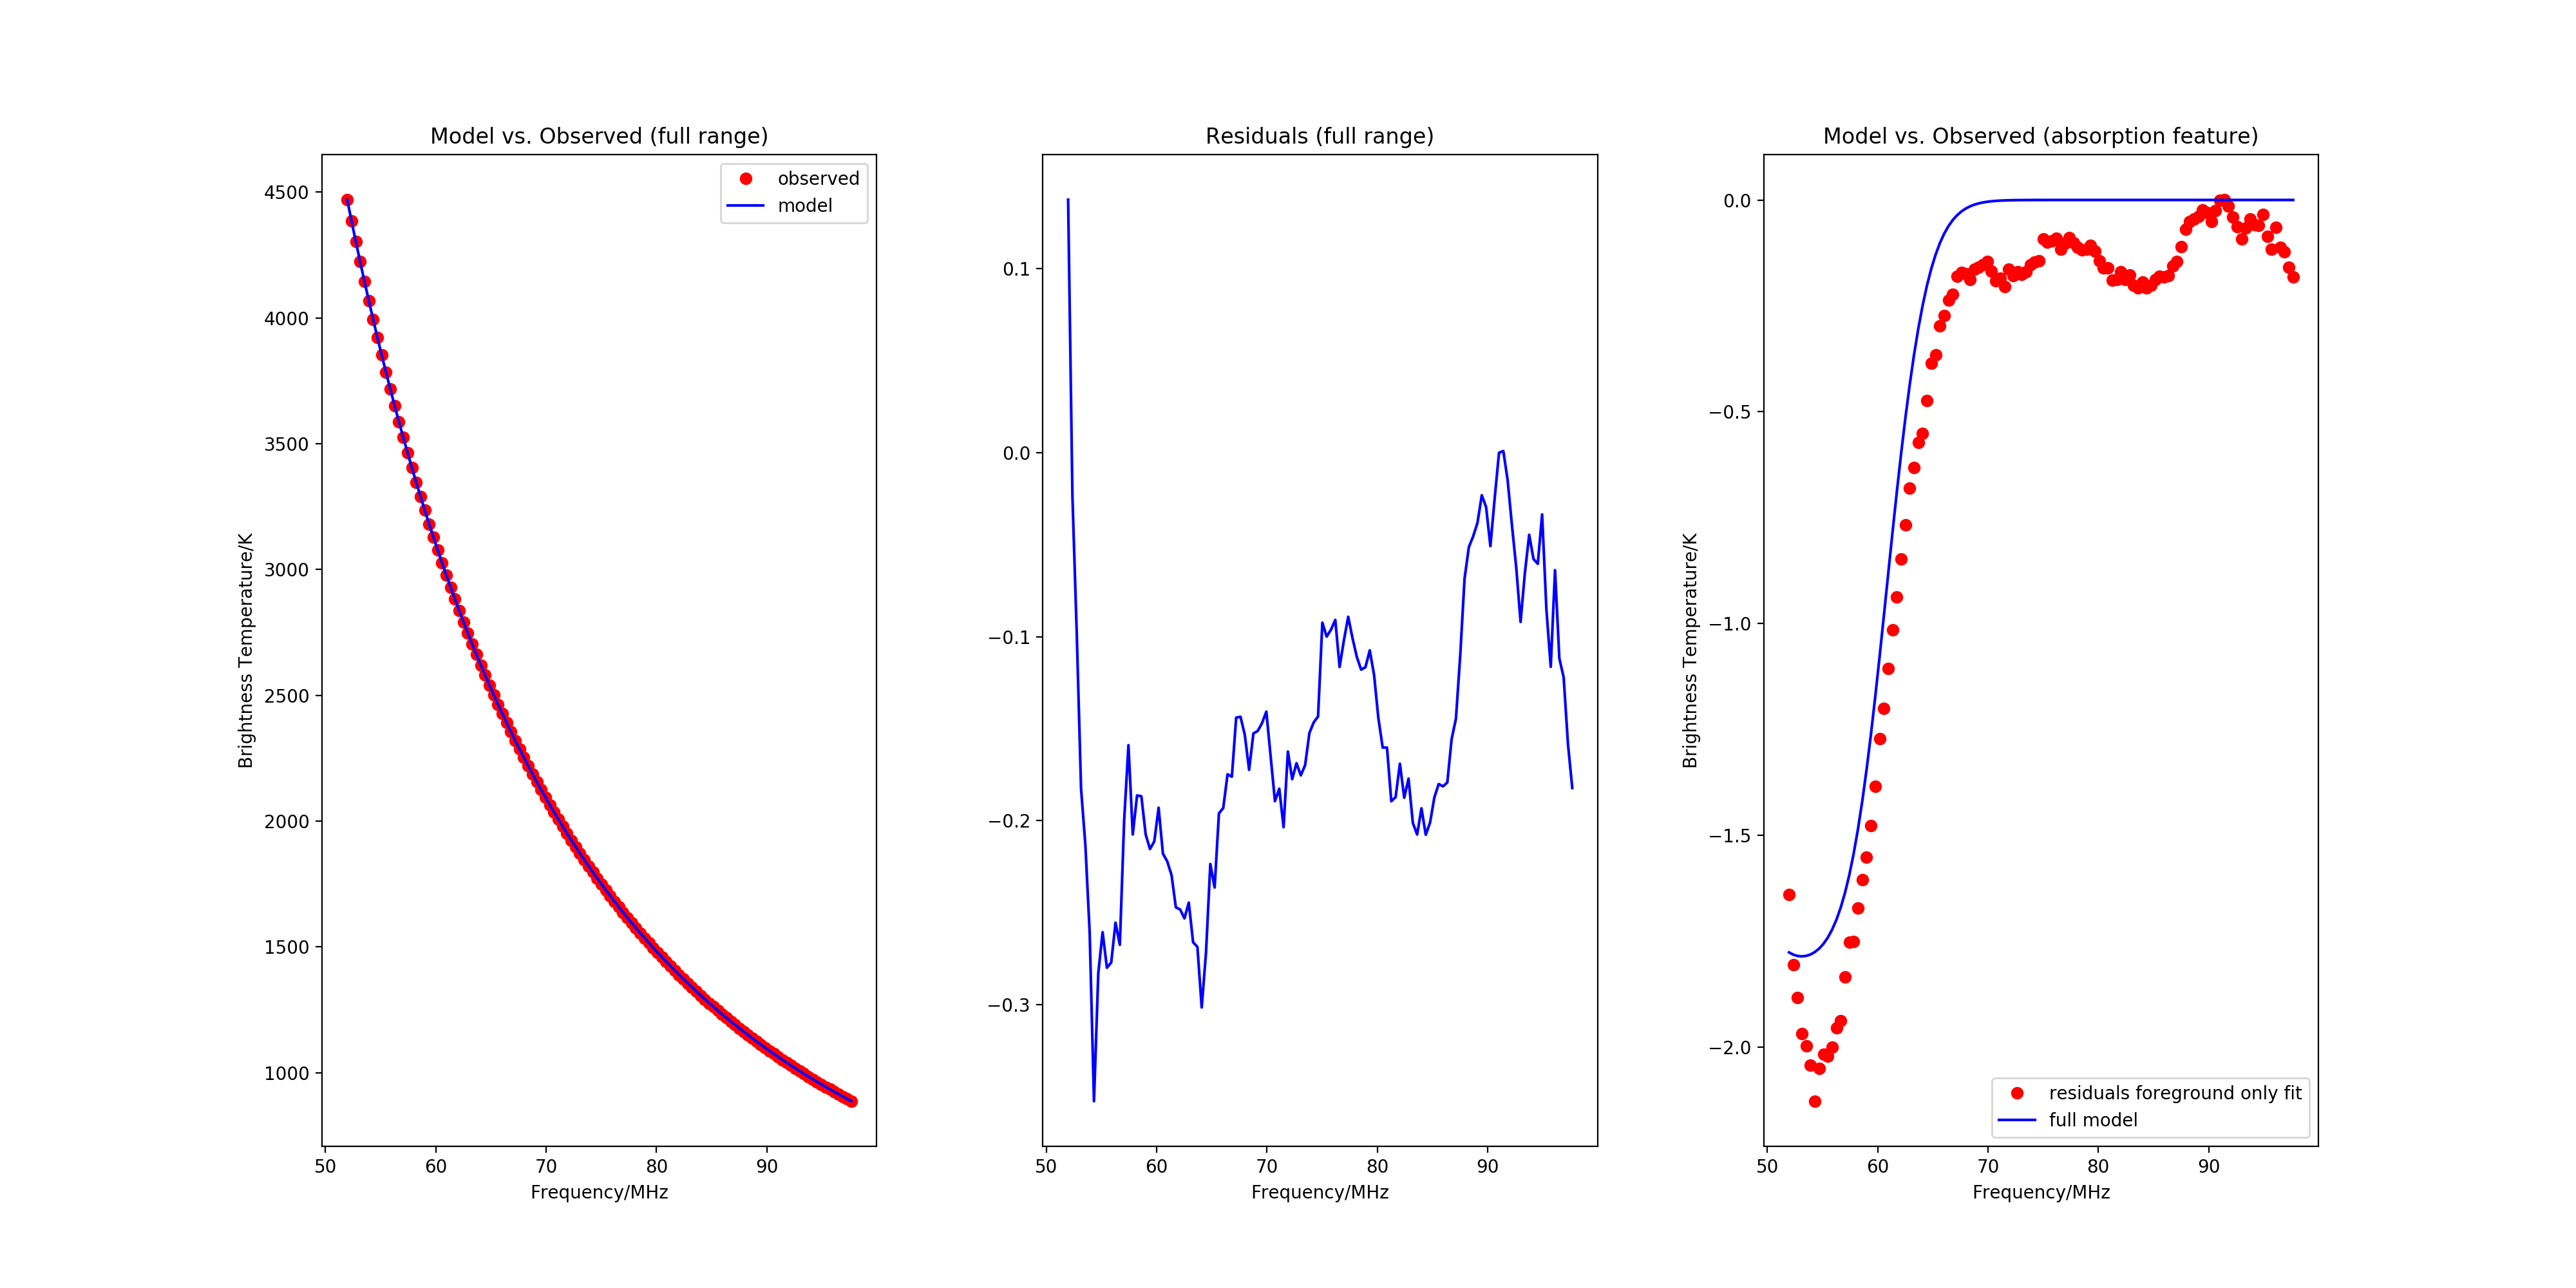 Model vs. Observed (full range)
observed
model
4500
4000
3500
3000
2500
2000
1500
1000
50 60 70 80 90
Brightness Temperature/K
Frequency/MHz
Residuals (full range)
0.1
0.0
−0.1
−0.2
−0.3
50 60 70 80 90
Frequency/MHz
Model vs. Observed (absorption feature)
0.0
−0.5
−1.0
−1.5
−2.0
Brightness Temperature/K
residuals foreground only fit
full model
50 60 70 80 90
Frequency/MHz